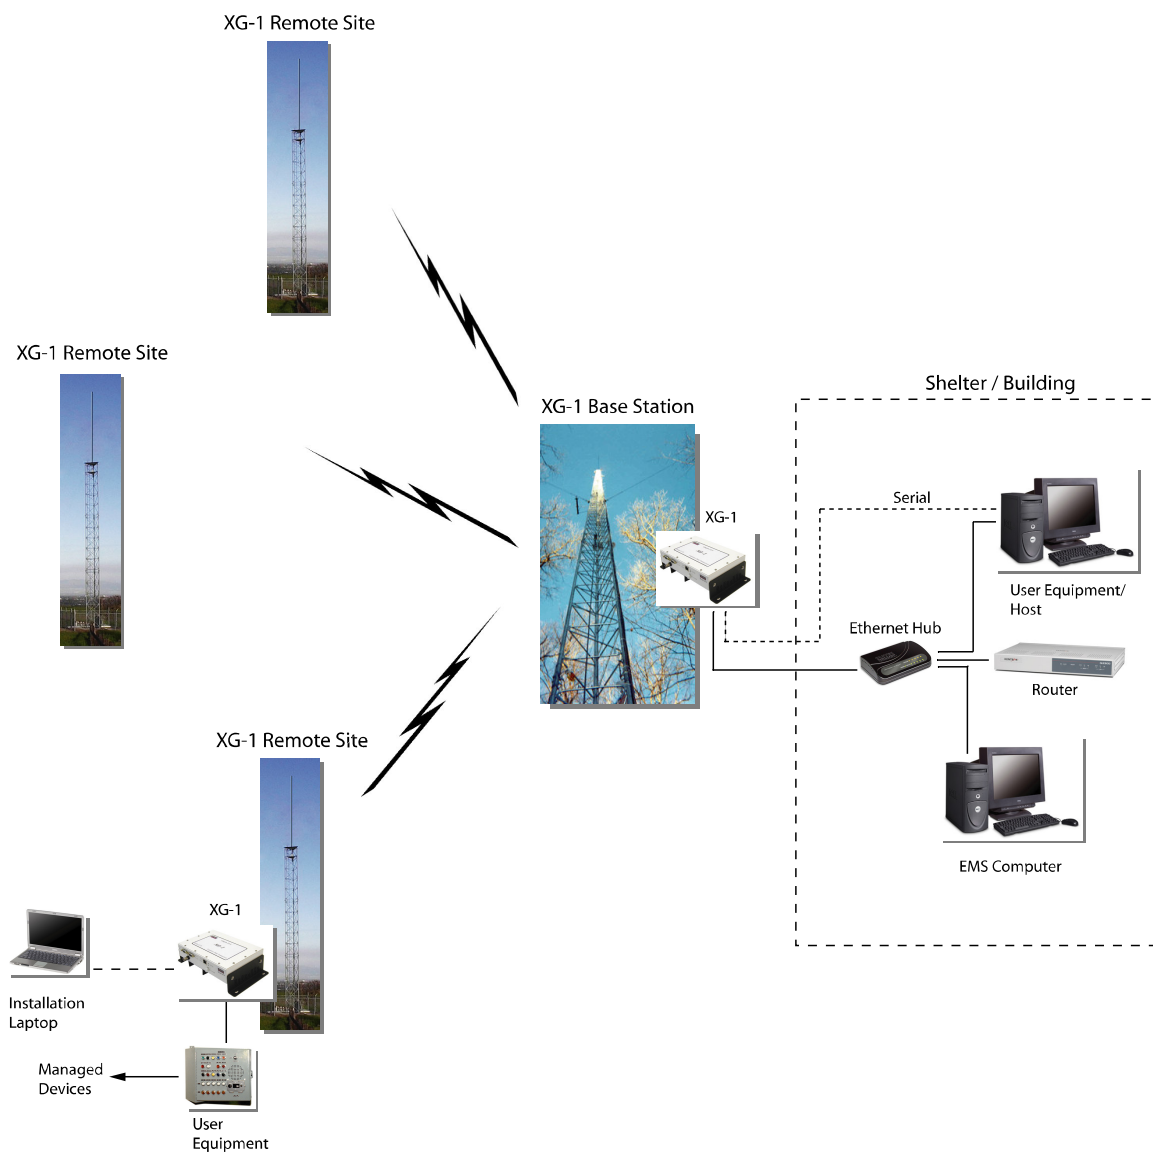 XG-1 Remote Site
XG-1 Remote Site
Shelter / Building
XG-1 Base Station
Serial
XG-1
User Equipment/
Host
Ethernet Hub
Router
XG-1 Remote Site
EMS Computer
XG-1
Installation
Laptop
Managed
Devices
User
Equipment